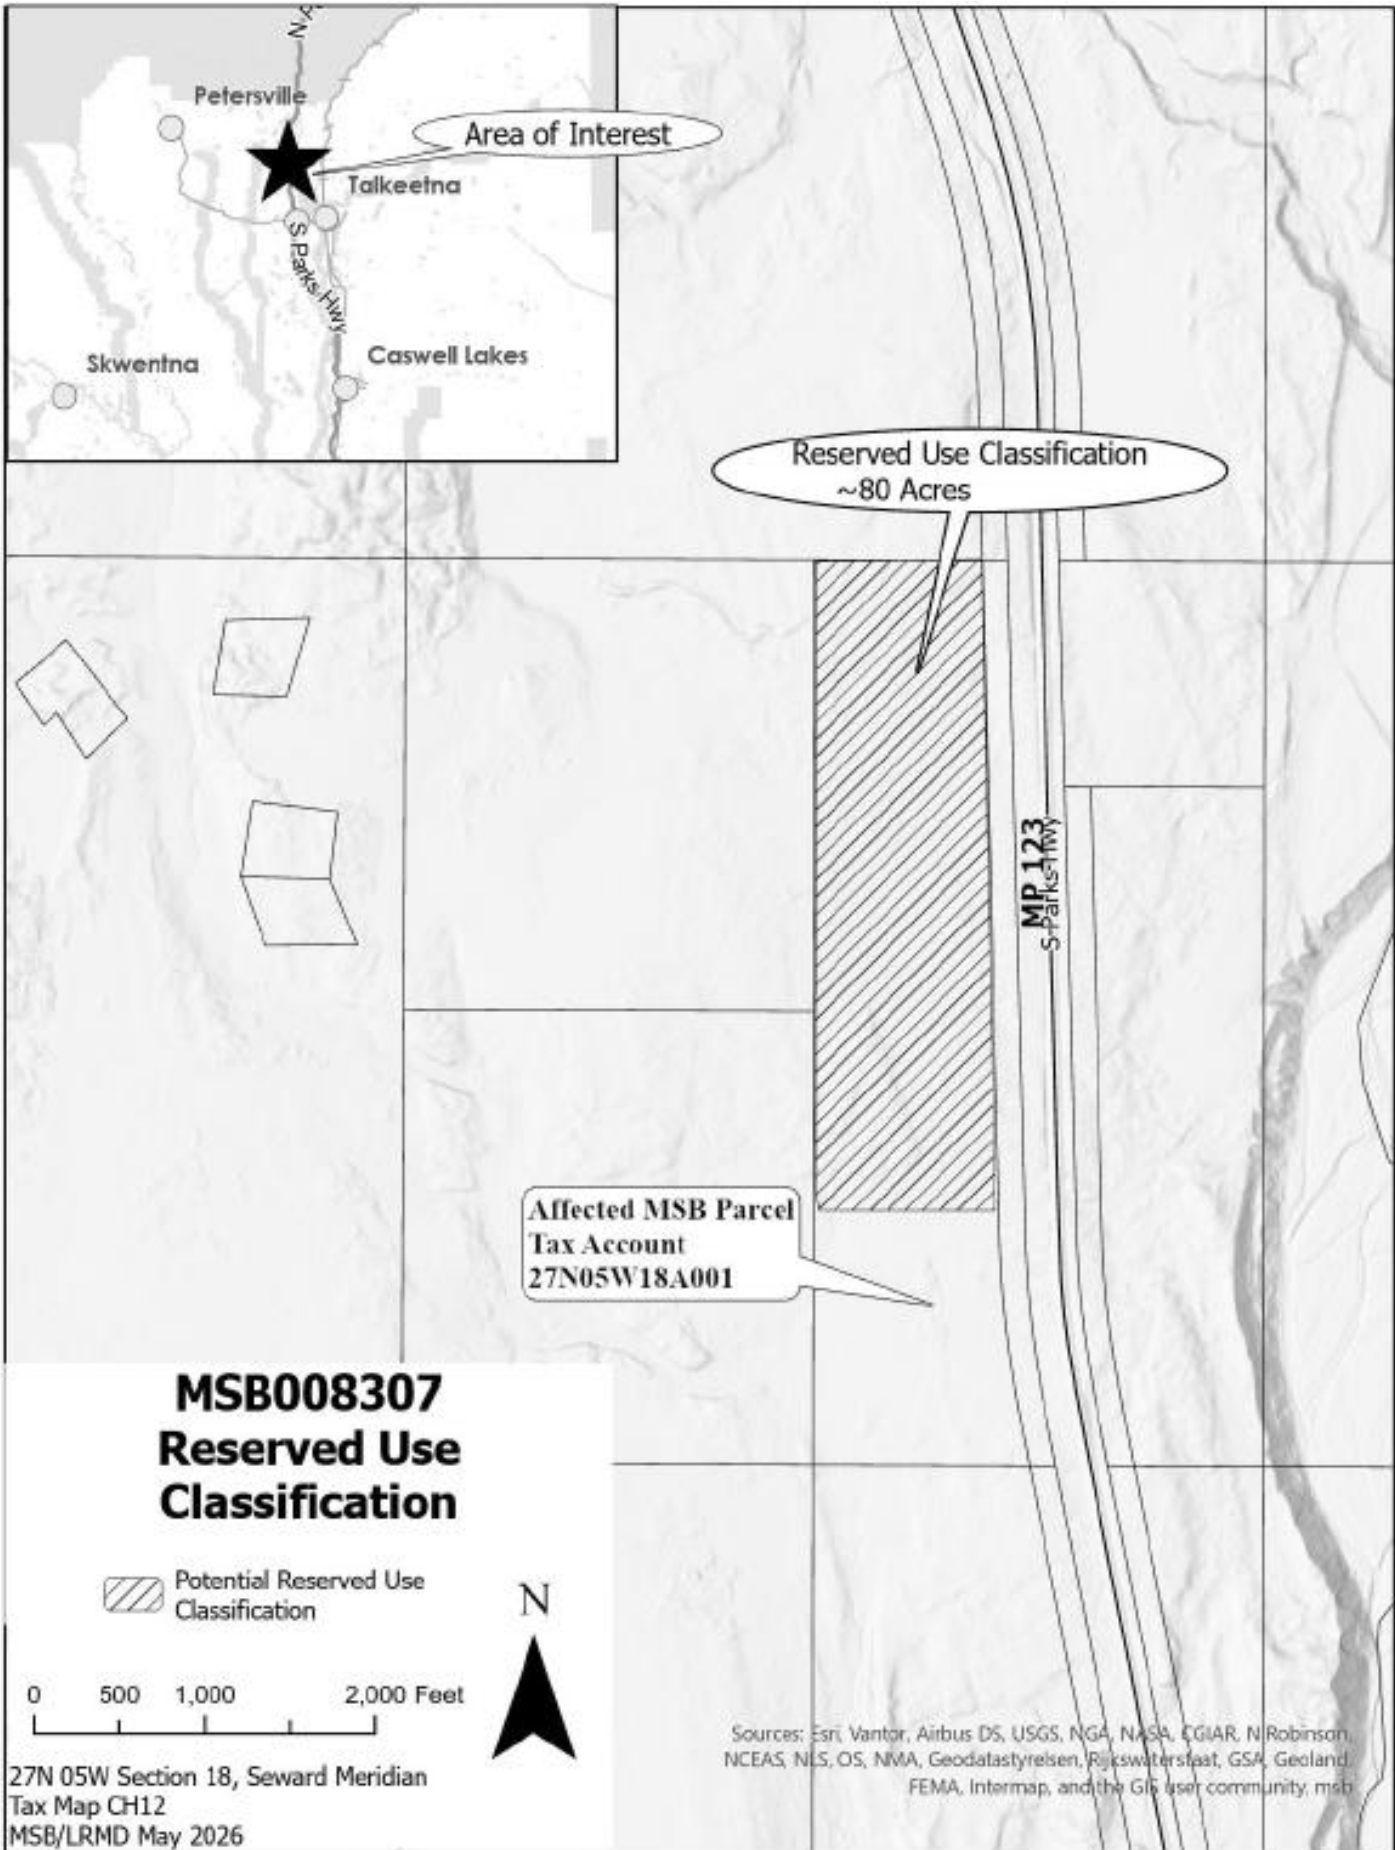 Petersville
Area of Interest
Talkeetna
S Parks Hwy
Caswell Lakes
Skwentna
Reserved Use Classification
~80 Acres
MP 123
S Parks Hwy
Affected MSB Parcel
Tax Account
27N05W18A001
MSB008307
Reserved Use
Classification
Potential Reserved Use
Classification
N
0 500 1,000 2,000 Feet
27N 05W Section 18, Seward Meridian
Tax Map CH12
MSB/LRMD May 2026
Sources: Esri, Vantor, Airbus DS, USGS, NGA, NASA, CGIAR, N Robinson,
NCEAS, NLS, OS, NMA, Geodatastyrelsen, Rijkswaterstaat, GSA, Geoland,
FEMA, Intermap, and the GIS user community, msb